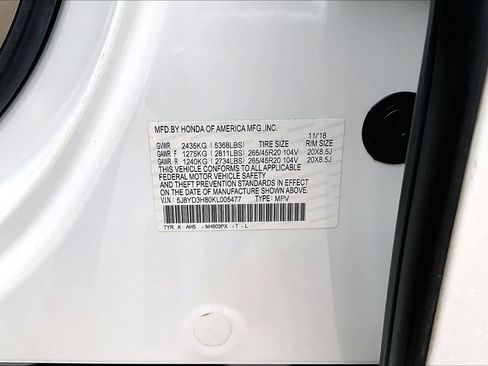 MFD.BY HONDA OF AMERICA MFG.,INC. 11/18
GVWR 2435KG (5368LBS) TIRE SIZE RIM SIZE
GAWR F 1275KG (2811LBS) 265/45R20 104V 20X8.5J
GAWR R 1240KG (2734LBS) 265/45R20 104V 20X8.5J
THIS VEHICLE CONFORMS TO ALL APPLICABLE
FEDERAL MOTOR VEHICLE SAFETY
AND THEFT PREVENTION STANDARDS IN EFFECT
ON THE DATE OF MANUFACTURE SHOWN ABOVE.
V.I.N.: 5J8YD3H80KL005477 TYPE: MPV
TYR K AH5 - NH603PX - T - L